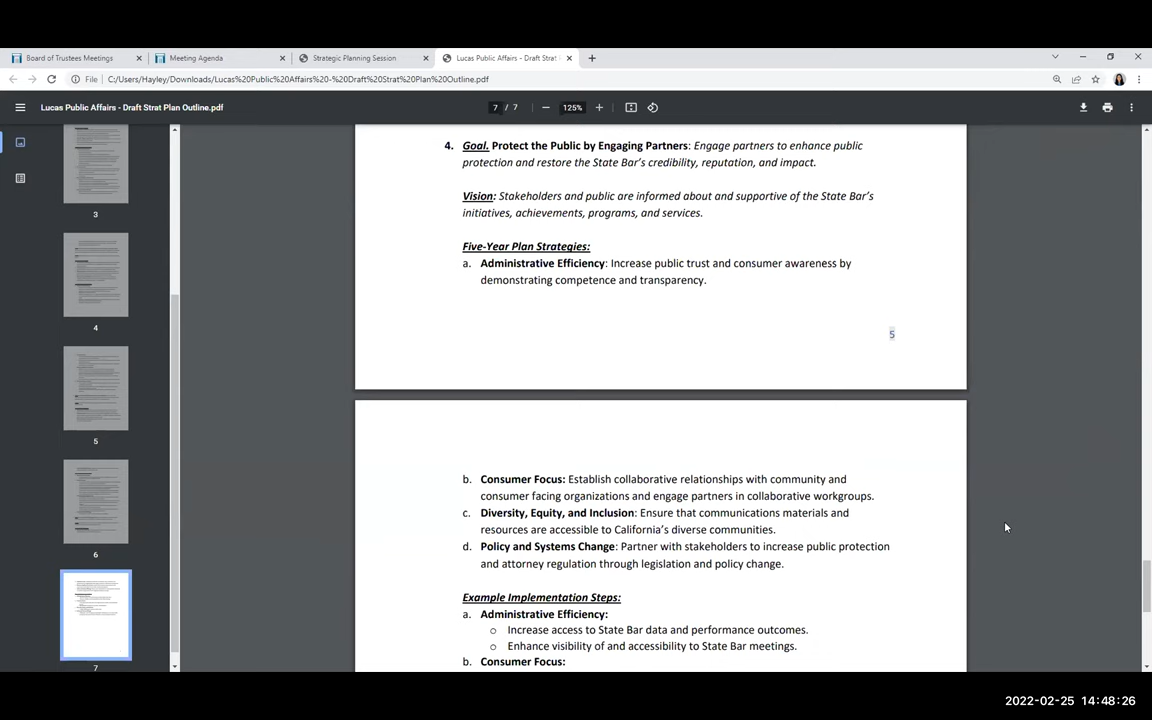 Board of Trustees Meetings
Meeting Agenda
Strategic Planning Session
Lucas Public Affairs - Draft Strat
File
C:/Users/Hayley/Downloads/Lucas%20Public%20Affairs%20-%20Draft%20Strat%20Plan%20Outline.pdf
Lucas Public Affairs - Draft Strat Plan Outline.pdf
7 / 7
125%
3
4
5
6
7
4. Goal. Protect the Public by Engaging Partners: Engage partners to enhance public
protection and restore the State Bar's credibility, reputation, and impact.
Vision: Stakeholders and public are informed about and supportive of the State Bar's
initiatives, achievements, programs, and services.
Five-Year Plan Strategies:
a. Administrative Efficiency: Increase public trust and consumer awareness by
demonstrating competence and transparency.
5
b. Consumer Focus: Establish collaborative relationships with community and
consumer facing organizations and engage partners in collaborative workgroups.
c. Diversity, Equity, and Inclusion: Ensure that communications materials and
resources are accessible to California's diverse communities.
d. Policy and Systems Change: Partner with stakeholders to increase public protection
and attorney regulation through legislation and policy change.
Example Implementation Steps:
a. Administrative Efficiency:
o Increase access to State Bar data and performance outcomes.
o Enhance visibility of and accessibility to State Bar meetings.
b. Consumer Focus:
2022-02-25 14:48:26